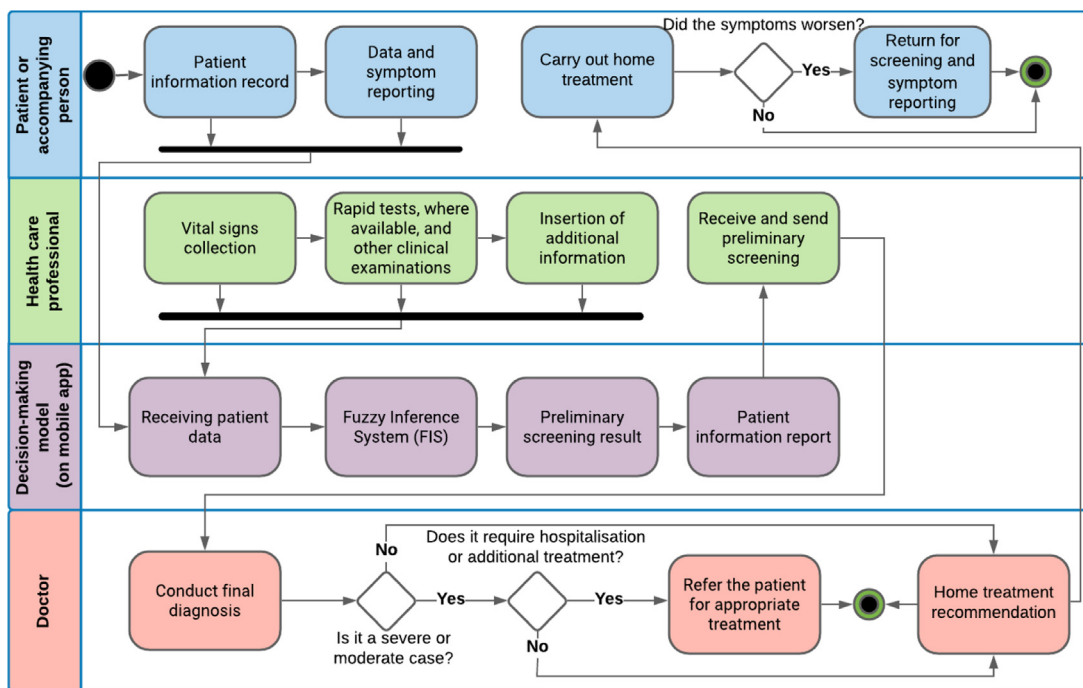 Patient or
accompanying
person
Patient
information record
Data and
symptom
reporting
Carry out home
treatment
Did the symptoms worsen?
Yes
No
Return for
screening and
symptom
reporting
Health care
professional
Vital signs
collection
Rapid tests, where
available, and
other clinical
examinations
Insertion of
additional
information
Receive and send
preliminary
screening
Decision-making
model
(on mobile app)
Receiving patient
data
Fuzzy Inference
System (FIS)
Preliminary
screening result
Patient
information report
Doctor
Conduct final
diagnosis
No
Yes
Is it a severe or
moderate case?
Does it require hospitalisation
or additional treatment?
Yes
No
Refer the patient
for appropriate
treatment
Home treatment
recommendation